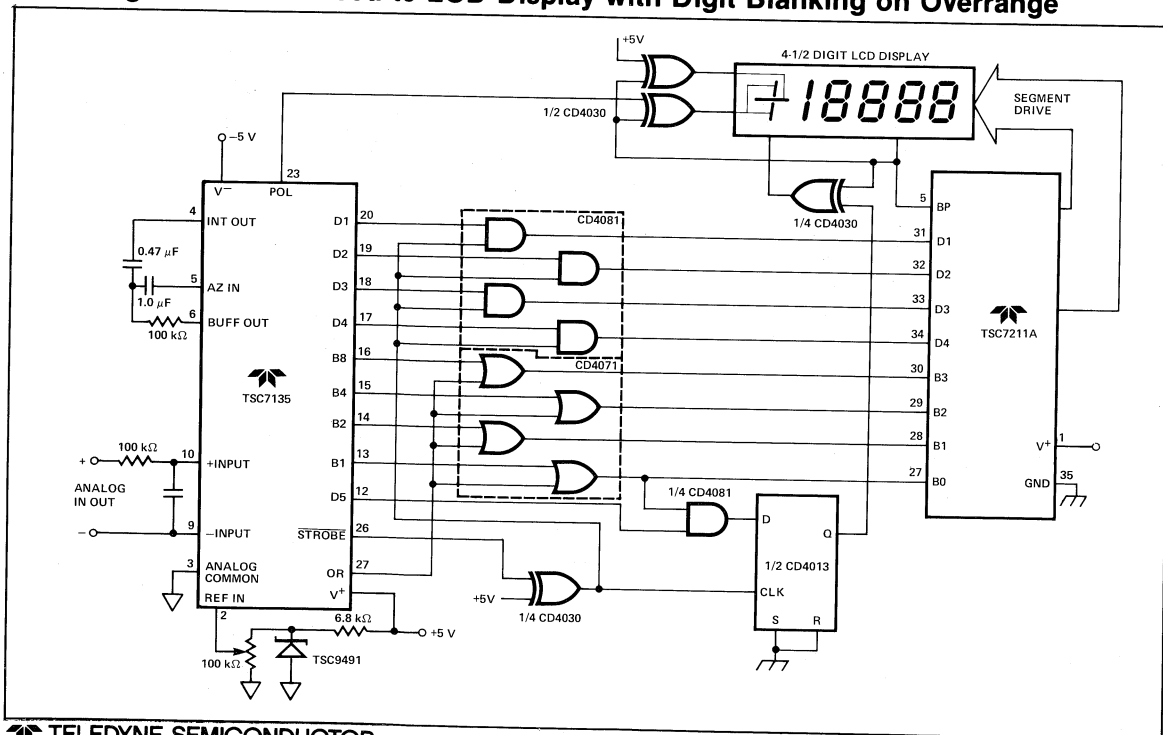 to LCD Display with Digit Blanking on Overrange
+5V
4-1/2 DIGIT LCD DISPLAY
18888
SEGMENT
DRIVE
1/2 CD4030
–5 V
23
V–
POL
4
INT OUT
0.47 μF
5
AZ IN
1.0 μF
6
BUFF OUT
100 kΩ
TSC7135
100 kΩ
+
10
+INPUT
ANALOG
IN OUT
–
9
–INPUT
3
ANALOG
COMMON
REF IN
2
100 kΩ
TSC9491
6.8 kΩ
+5 V
D1
20
D2
19
D3
18
D4
17
B8
16
B4
15
B2
14
B1
13
D5
12
STROBE
26
OR
27
V+
CD4081
CD4071
1/4 CD4030
+5V
1/4 CD4030
1/4 CD4081
D
Q
1/2 CD4013
CLK
S
R
5
BP
31
D1
32
D2
33
D3
34
D4
30
B3
29
B2
28
B1
27
B0
TSC7211A
V+
1
GND
35
TELEDYNE SEMICONDUCTOR